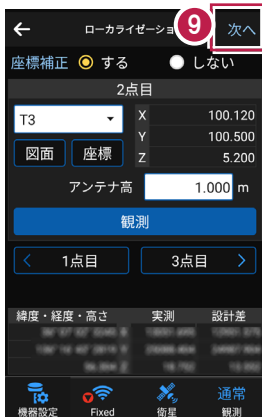 ローカライゼーショ 9 次へ
座標補正 する しない
2点目
T3 X 100.120
Y 100.500
図面 座標 Z 5.200
アンテナ高 1.000 m
観測
1点目 3点目
緯度・経度・高さ 実測 設計差
機器設定 Fixed 衛星 通常 観測